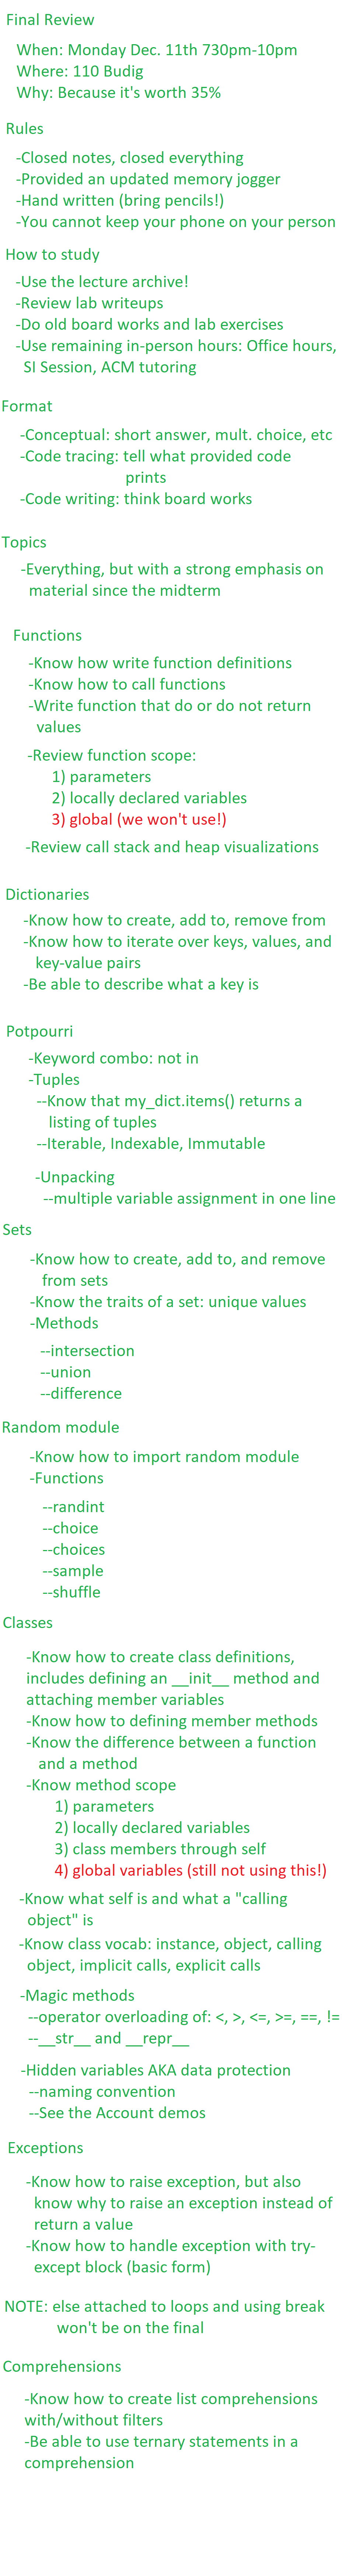 Final Review
When: Monday Dec. 11th 730pm-10pm
Where: 110 Budig
Why: Because it's worth 35%
Rules
-Closed notes, closed everything
-Provided an updated memory jogger
-Hand written (bring pencils!)
-You cannot keep your phone on your person
How to study
-Use the lecture archive!
-Review lab writeups
-Do old board works and lab exercises
-Use remaining in-person hours: Office hours,
SI Session, ACM tutoring
Format
-Conceptual: short answer, mult. choice, etc
-Code tracing: tell what provided code
prints
-Code writing: think board works
Topics
-Everything, but with a strong emphasis on
material since the midterm
Functions
-Know how write function definitions
-Know how to call functions
-Write function that do or do not return
values
-Review function scope:
1) parameters
2) locally declared variables
3) global (we won't use!)
-Review call stack and heap visualizations
Dictionaries
-Know how to create, add to, remove from
-Know how to iterate over keys, values, and
key-value pairs
-Be able to describe what a key is
Potpourri
-Keyword combo: not in
-Tuples
--Know that my_dict.items() returns a
listing of tuples
--Iterable, Indexable, Immutable
-Unpacking
--multiple variable assignment in one line
Sets
-Know how to create, add to, and remove
from sets
-Know the traits of a set: unique values
-Methods
--intersection
--union
--difference
Random module
-Know how to import random module
-Functions
--randint
--choice
--choices
--sample
--shuffle
Classes
-Know how to create class definitions,
includes defining an __init__ method and
attaching member variables
-Know how to defining member methods
-Know the difference between a function
and a method
-Know method scope
1) parameters
2) locally declared variables
3) class members through self
4) global variables (still not using this!)
-Know what self is and what a "calling
object" is
-Know class vocab: instance, object, calling
object, implicit calls, explicit calls
-Magic methods
--operator overloading of: <, >, <=, >=, ==, !=
--__str__ and __repr__
-Hidden variables AKA data protection
--naming convention
--See the Account demos
Exceptions
-Know how to raise exception, but also
know why to raise an exception instead of
return a value
-Know how to handle exception with try-
except block (basic form)
NOTE: else attached to loops and using break
won't be on the final
Comprehensions
-Know how to create list comprehensions
with/without filters
-Be able to use ternary statements in a
comprehension